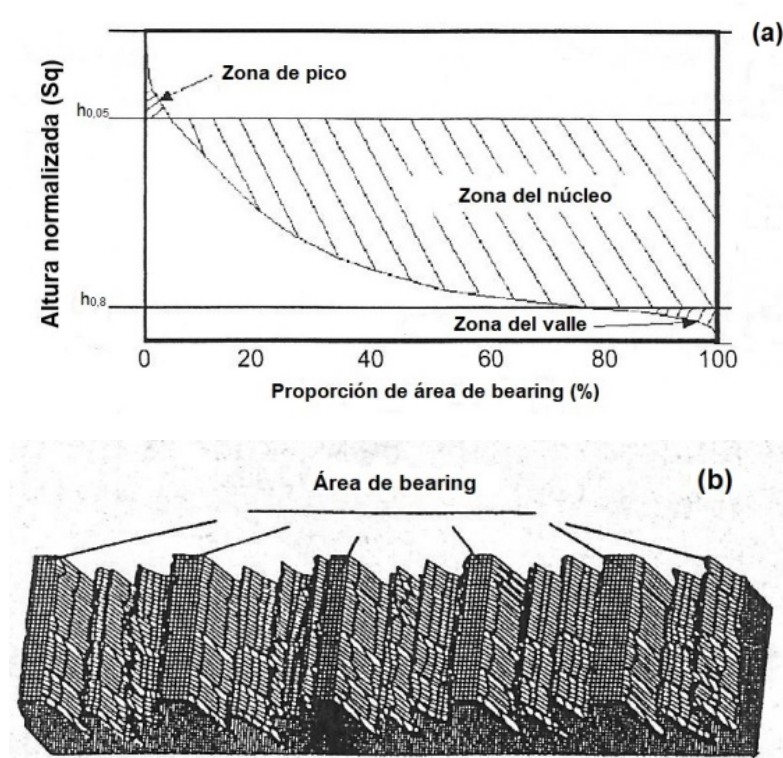 (a)
Altura normalizada (Sq)
Zona de pico
h0,05
Zona del núcleo
h0,8
Zona del valle
0 20 40 60 80 100
Proporción de área de bearing (%)
Área de bearing
(b)